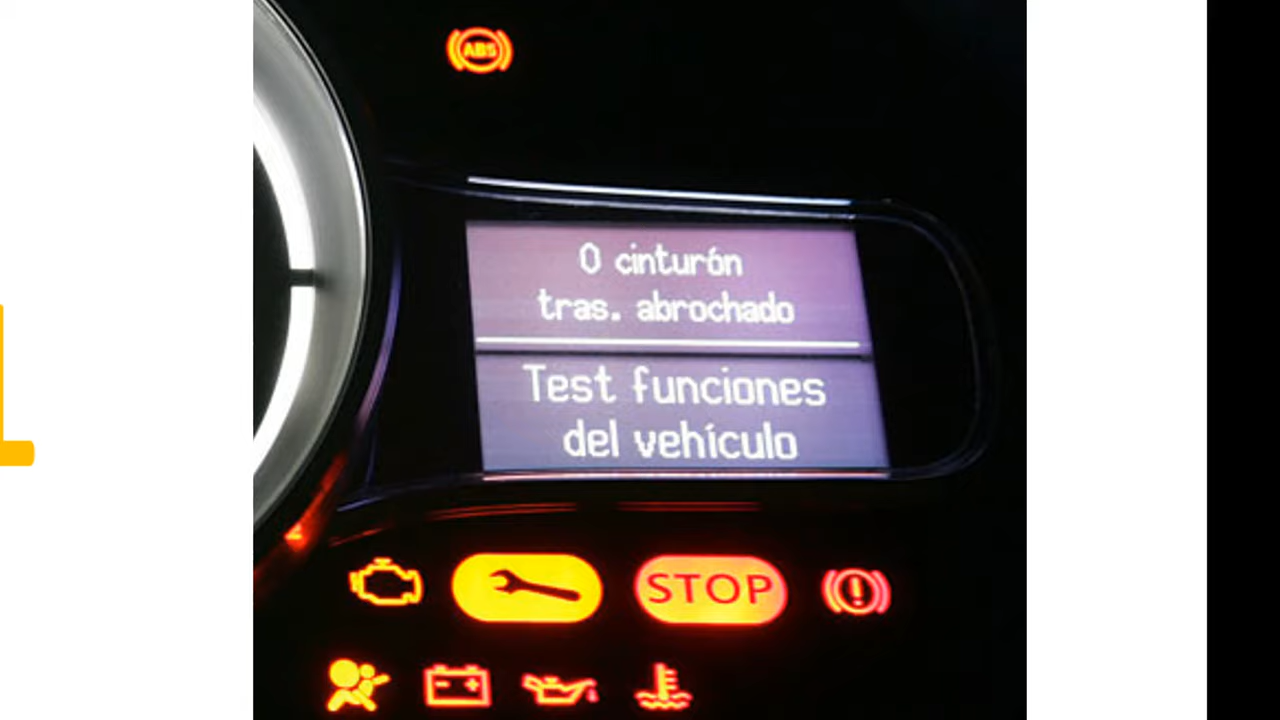 ABS
0 cinturón
tras. abrochado
Test funciones
del vehículo
STOP